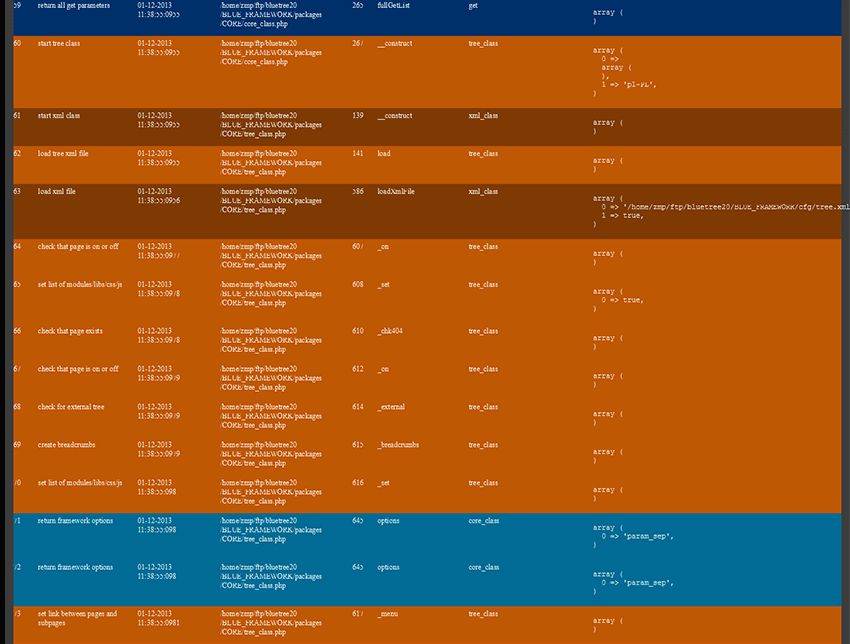 59 return all get parameters 01-12-2013 /home/zmp/ftp/bluetree20 265 fullGetList get
11:38:55:0955 /BLUE_FRAMEWORK/packages array (
/CORE/core_class.php )
60 start tree class 01-12-2013 /home/zmp/ftp/bluetree20 267 __construct tree_class
11:38:55:0955 /BLUE_FRAMEWORK/packages array (
/CORE/core_class.php 0 =>
array (
),
1 => 'pl-PL',
)
61 start xml class 01-12-2013 /home/zmp/ftp/bluetree20 139 __construct xml_class
11:38:55:0955 /BLUE_FRAMEWORK/packages array (
/CORE/tree_class.php )
62 load tree xml file 01-12-2013 /home/zmp/ftp/bluetree20 141 load tree_class
11:38:55:0955 /BLUE_FRAMEWORK/packages array (
/CORE/tree_class.php )
63 load xml file 01-12-2013 /home/zmp/ftp/bluetree20 586 loadXmlFile xml_class
11:38:55:0956 /BLUE_FRAMEWORK/packages array (
/CORE/tree_class.php 0 => '/home/zmp/ftp/bluetree20/BLUE_FRAMEWORK/cfg/tree.xml
1 => true,
)
64 check that page is on or off 01-12-2013 /home/zmp/ftp/bluetree20 607 _on tree_class
11:38:55:0977 /BLUE_FRAMEWORK/packages array (
/CORE/tree_class.php )
65 set list of modules/libs/css/js 01-12-2013 /home/zmp/ftp/bluetree20 608 _set tree_class
11:38:55:0978 /BLUE_FRAMEWORK/packages array (
/CORE/tree_class.php 0 => true,
)
66 check that page exists 01-12-2013 /home/zmp/ftp/bluetree20 610 _chk404 tree_class
11:38:55:0978 /BLUE_FRAMEWORK/packages array (
/CORE/tree_class.php )
67 check that page is on or off 01-12-2013 /home/zmp/ftp/bluetree20 612 _on tree_class
11:38:55:0979 /BLUE_FRAMEWORK/packages array (
/CORE/tree_class.php )
68 check for external tree 01-12-2013 /home/zmp/ftp/bluetree20 614 _external tree_class
11:38:55:0979 /BLUE_FRAMEWORK/packages array (
/CORE/tree_class.php )
69 create breadcrumbs 01-12-2013 /home/zmp/ftp/bluetree20 615 _breadcrumbs tree_class
11:38:55:0979 /BLUE_FRAMEWORK/packages array (
/CORE/tree_class.php )
70 set list of modules/libs/css/js 01-12-2013 /home/zmp/ftp/bluetree20 616 _set tree_class
11:38:55:098 /BLUE_FRAMEWORK/packages array (
/CORE/tree_class.php )
71 return framework options 01-12-2013 /home/zmp/ftp/bluetree20 645 options core_class
11:38:55:098 /BLUE_FRAMEWORK/packages array (
/CORE/tree_class.php 0 => 'param_sep',
)
72 return framework options 01-12-2013 /home/zmp/ftp/bluetree20 645 options core_class
11:38:55:098 /BLUE_FRAMEWORK/packages array (
/CORE/tree_class.php 0 => 'param_sep',
)
73 set link between pages and 01-12-2013 /home/zmp/ftp/bluetree20 617 _menu tree_class
subpages 11:38:55:0981 /BLUE_FRAMEWORK/packages array (
/CORE/tree_class.php )